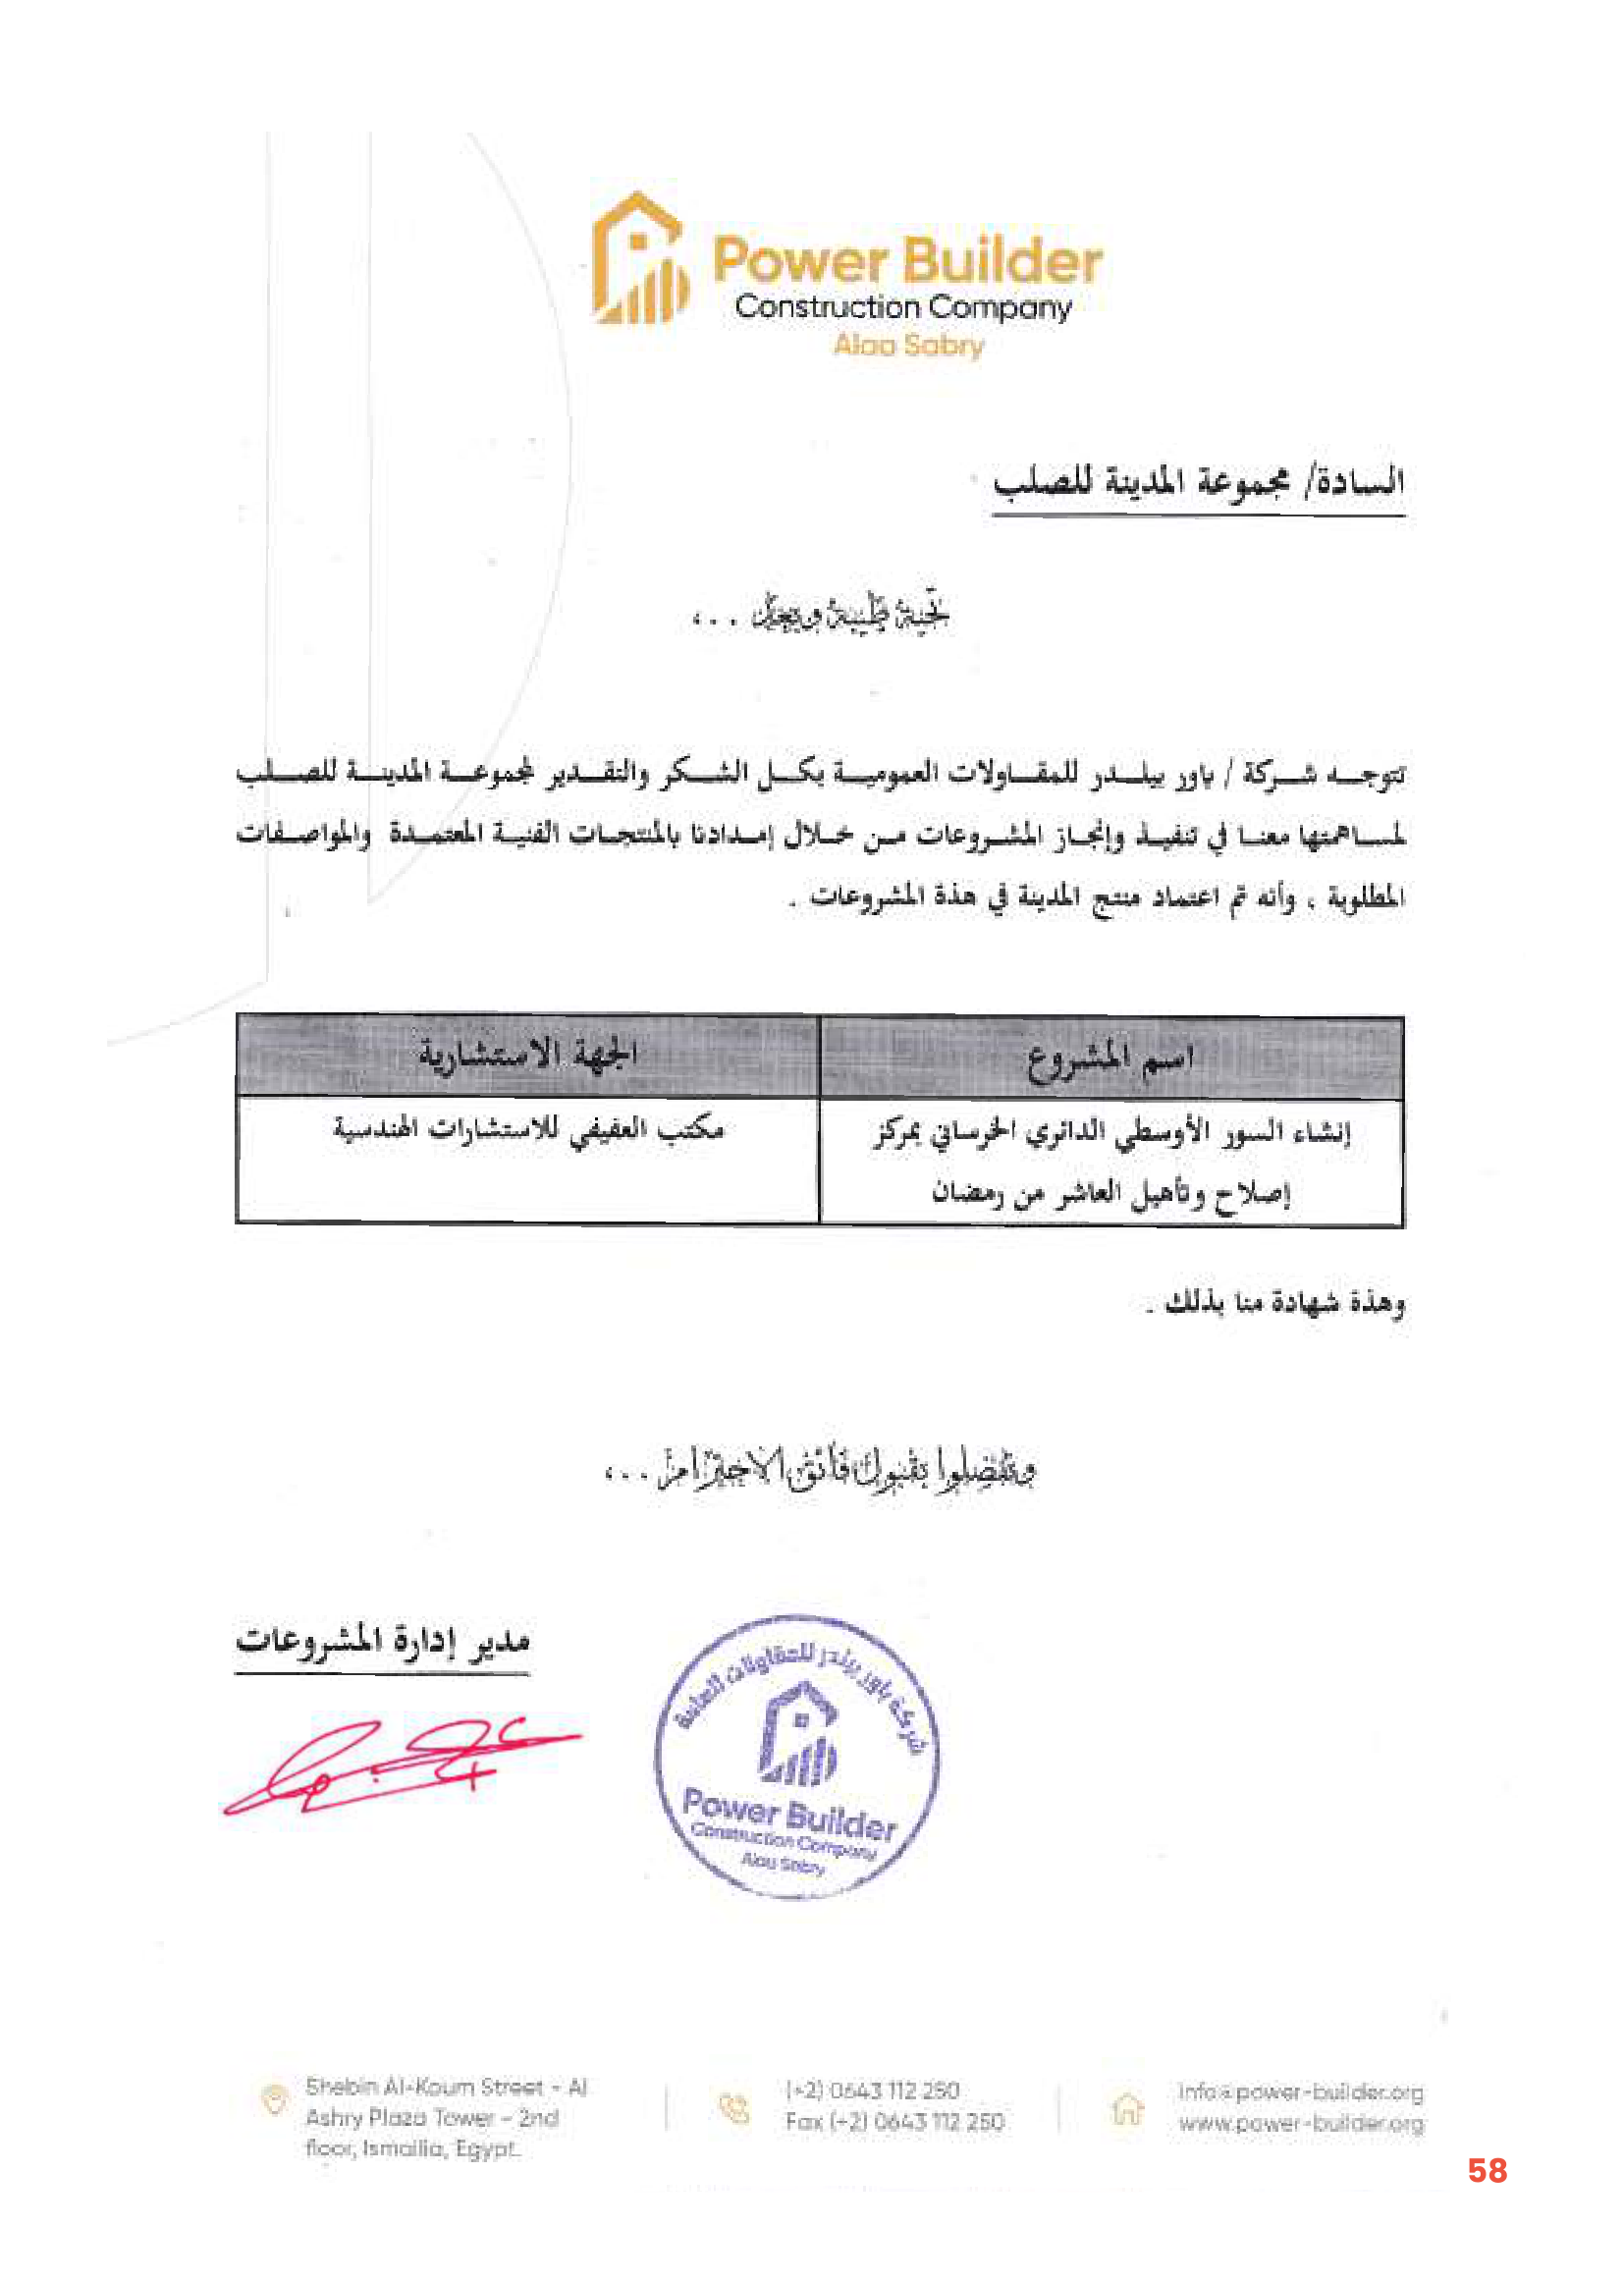 Power Builder
Construction Company
Alaa Sabry
السادة/ مجموعة المدينة للصلب
تحية طيبة وبعد ...،
تتوجه شركة / باور بيلدر للمقاولات العمومية بكل الشكر والتقدير لمجموعة المدينة للصلب
لمساهمتها معنا في تنفيذ وإنجاز المشروعات من خلال إمدادنا بالمنتجات الفنية المعتمدة والمواصفات
المطلوبة ، وأنه تم اعتماد منتج المدينة في هذة المشروعات .
اسم المشروع
الجهة الاستشارية
إنشاء السور الأوسطي الدائري الخرساني بمركز
إصلاح وتأهيل العاشر من رمضان
مكتب العفيفي للاستشارات الهندسية
وهذة شهادة منا بذلك .
وتفضلوا بقبول فائق الاحترام ...،
مدير إدارة المشروعات
شركة باور بيلدر للمقاولات العامة
Power Builder
Construction Company
Alaa Sabry
Shebin Al-Koum Street - Al
Ashry Plaza Tower - 2nd
floor, Ismailia, Egypt.
(+2) 0643 112 250
Fax (+2) 0643 112 250
info@power-builder.org
www.power-builder.org
58